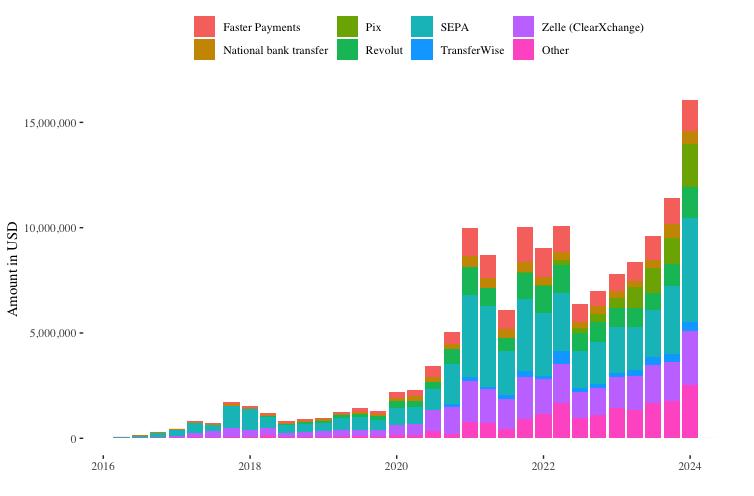 Faster Payments Pix SEPA Zelle (ClearXchange)
National bank transfer Revolut TransferWise Other
Amount in USD
15,000,000
10,000,000
5,000,000
0
2016 2018 2020 2022 2024